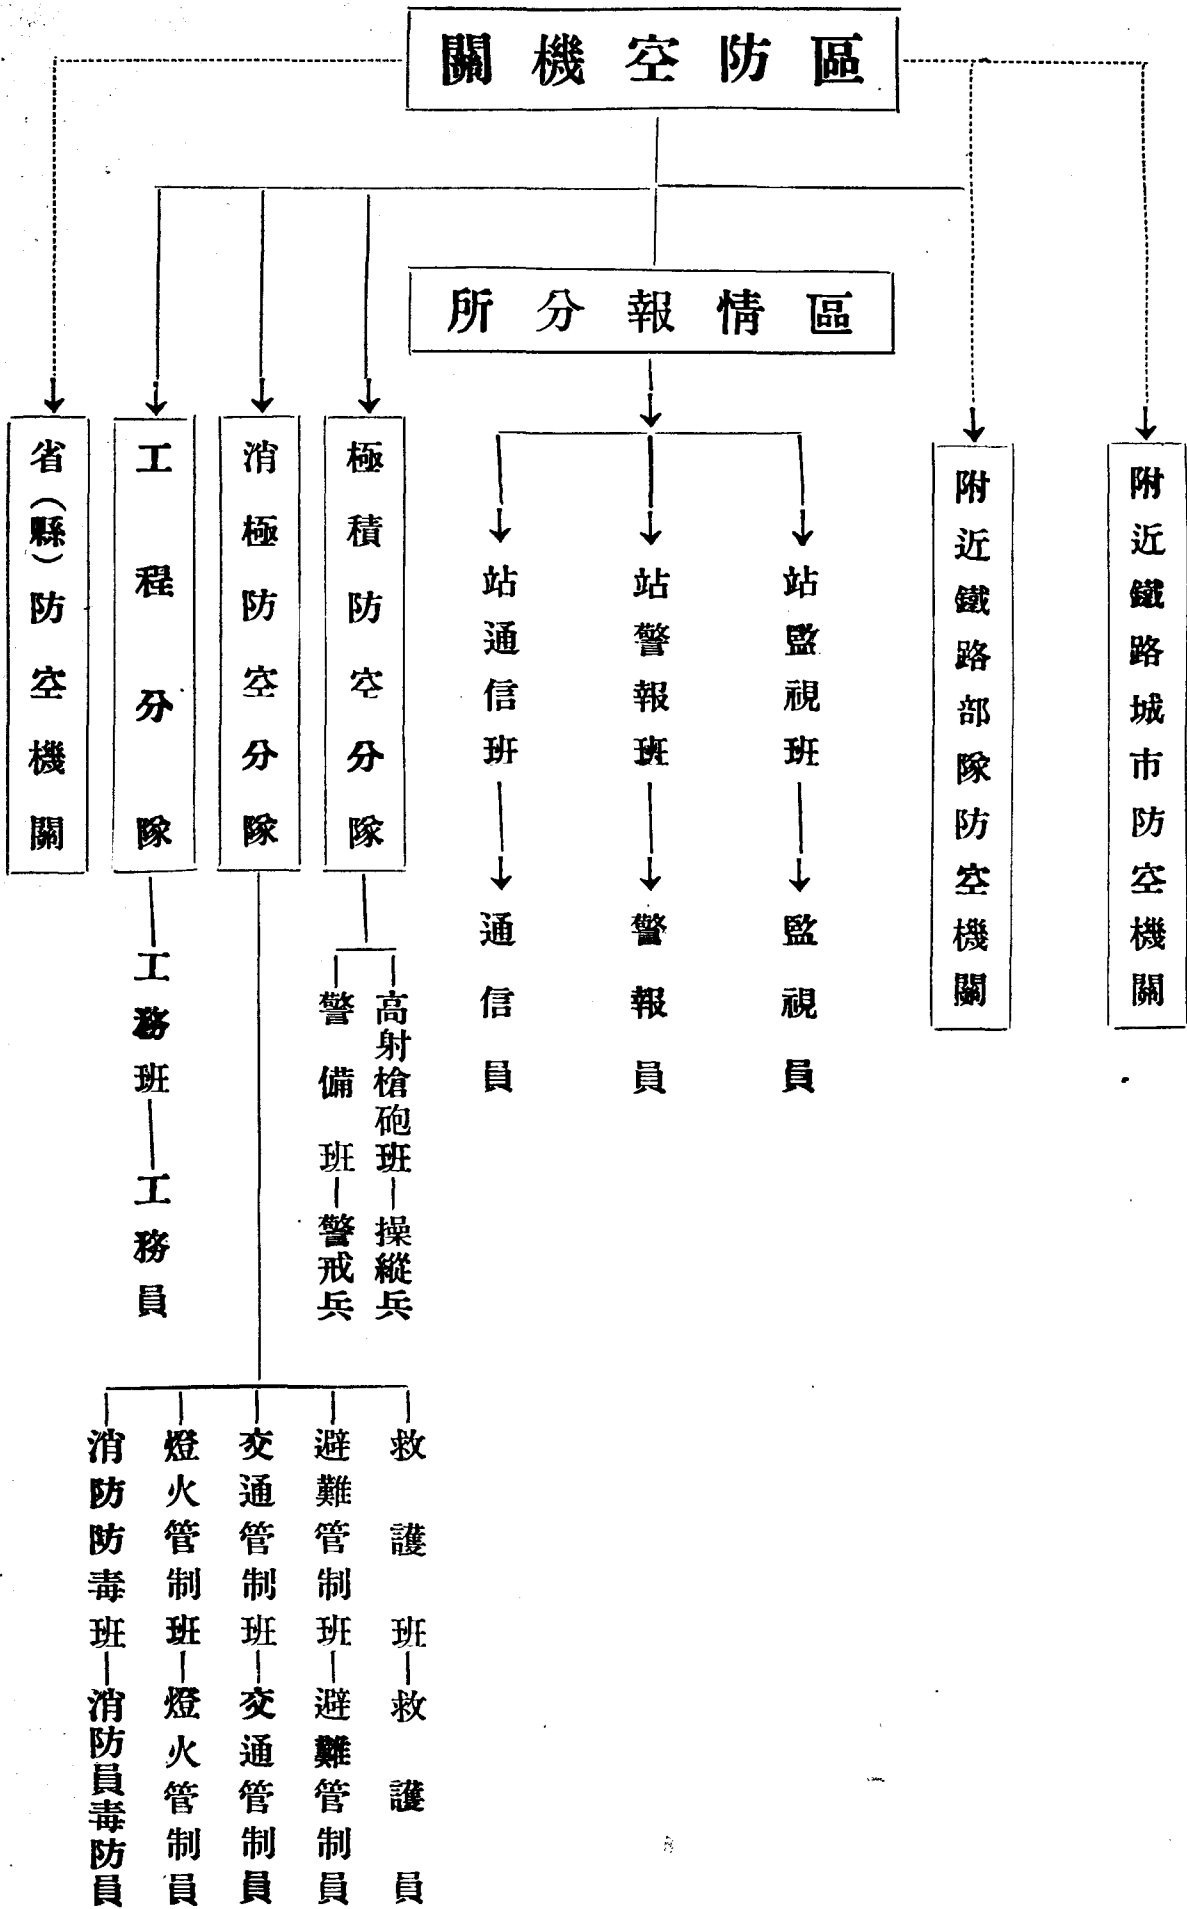 區防空機關
區情報分所
附近鐵路城市防空機關
附近鐵路部隊防空機關
站監視班
監視員
站警報班
警報員
站通信班
通信員
極積防空分隊
高射槍砲班
操縱兵
警備班
警戒兵
消極防空分隊
救護班
救護員
避難管制班
避難管制員
交通管制班
交通管制員
燈火管制班
燈火管制員
消防防毒班
消防員毒防員
工程分隊
工務班
工務員
省(縣)防空機關